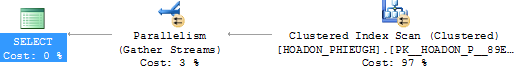 SELECT
Cost: 0 %
Parallelism
(Gather Streams)
Cost: 3 %
Clustered Index Scan (Clustered)
[HOADON_PHIEUGH].[PK__HOADON_P__89E…
Cost: 97 %